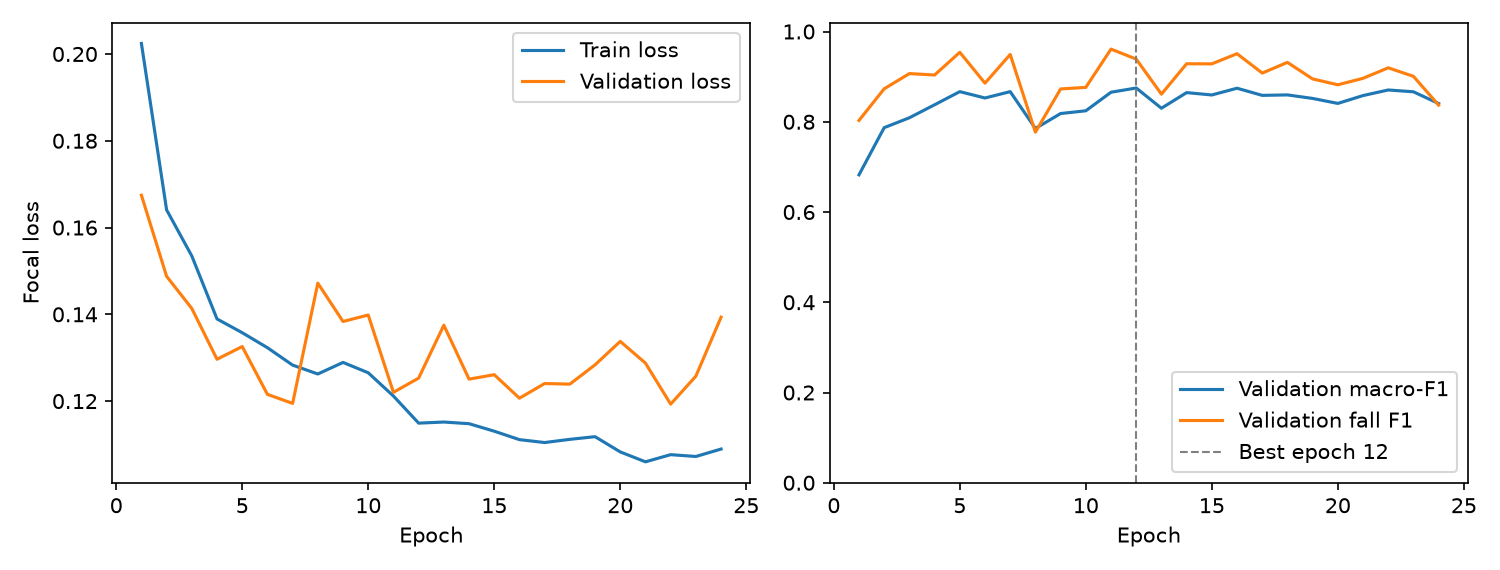 Train loss
Validation loss
Focal loss
0.20
0.18
0.16
0.14
0.12
0 5 10 15 20 25
Epoch
1.0
0.8
0.6
0.4
0.2
0.0
Validation macro-F1
Validation fall F1
Best epoch 12
0 5 10 15 20 25
Epoch